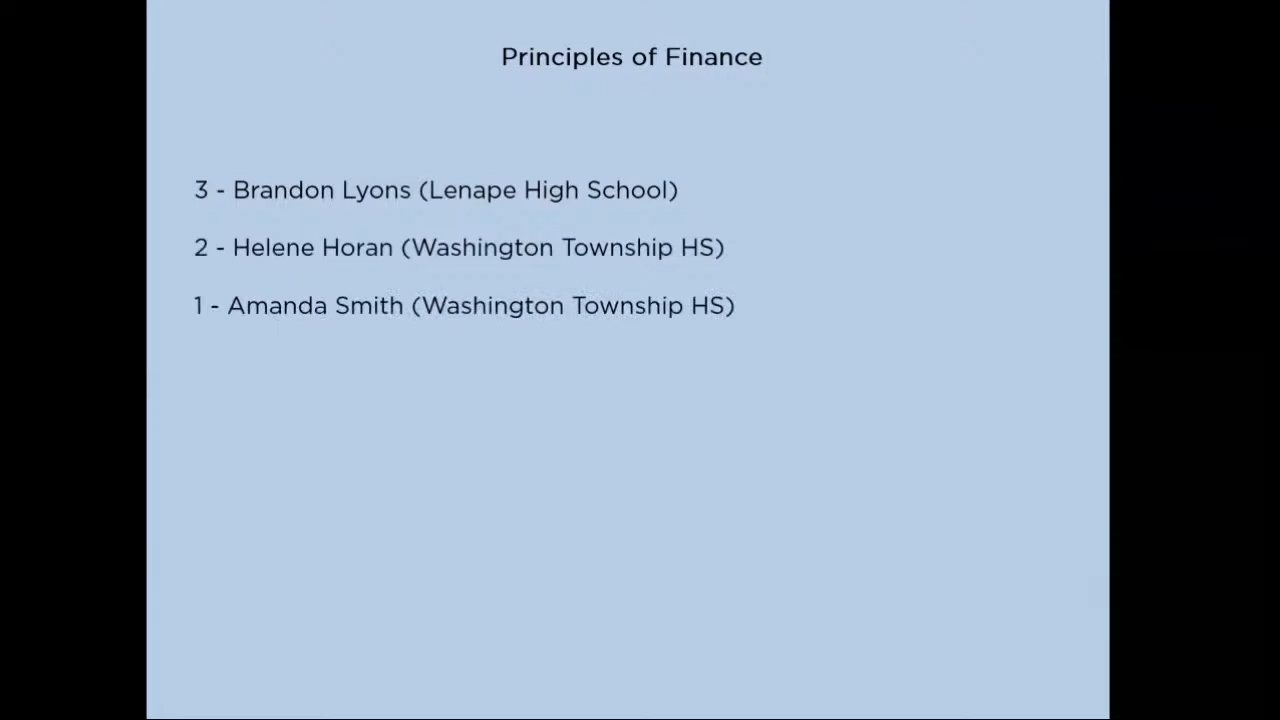 Principles of Finance
3 - Brandon Lyons (Lenape High School)
2 - Helene Horan (Washington Township HS)
1 - Amanda Smith (Washington Township HS)